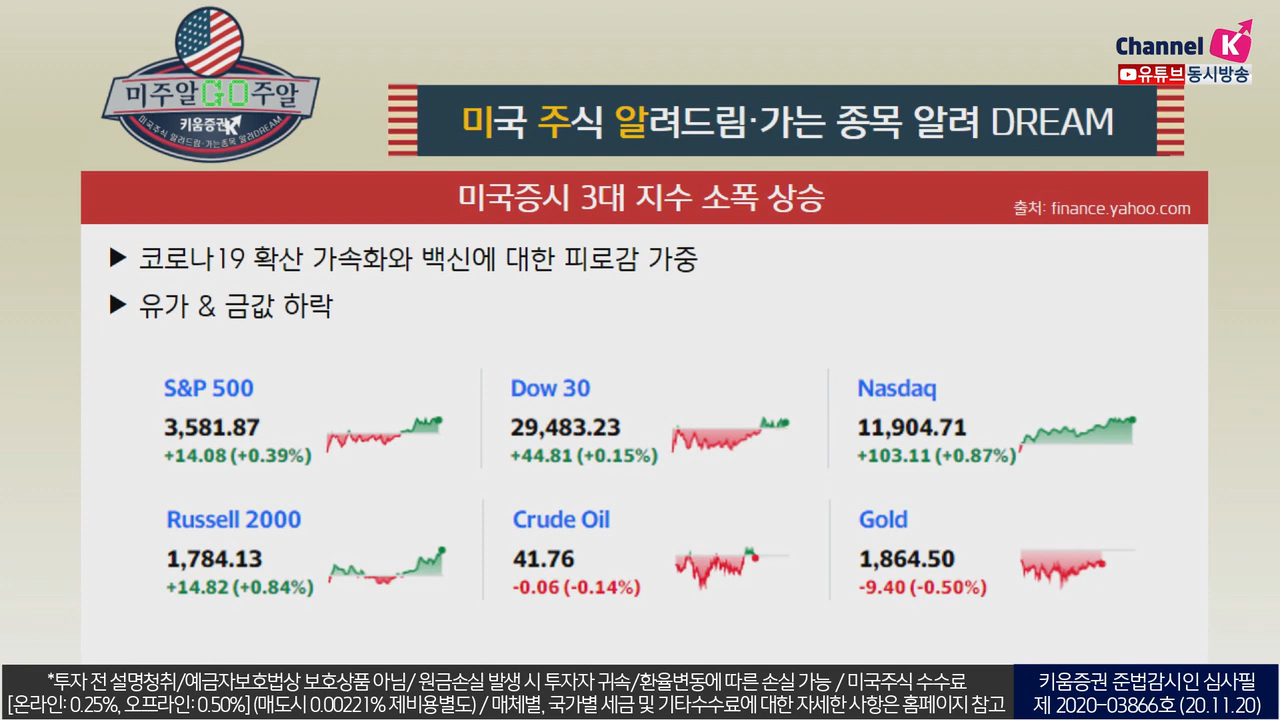 미주알GO주알
키움증권K
미국주식 알려드림·가는종목 알려DREAM
Channel K
유튜브동시방송
미국 주식 알려드림·가는 종목 알려 DREAM
미국증시 3대 지수 소폭 상승
출처: finance.yahoo.com
▶ 코로나19 확산 가속화와 백신에 대한 피로감 가중
▶ 유가 & 금값 하락
S&P 500
3,581.87
+14.08 (+0.39%)
Dow 30
29,483.23
+44.81 (+0.15%)
Nasdaq
11,904.71
+103.11 (+0.87%)
Russell 2000
1,784.13
+14.82 (+0.84%)
Crude Oil
41.76
-0.06 (-0.14%)
Gold
1,864.50
-9.40 (-0.50%)
*투자 전 설명청취/예금자보호법상 보호상품 아님/ 원금손실 발생 시 투자자 귀속/환율변동에 따른 손실 가능 / 미국주식 수수료
[온라인: 0.25%, 오프라인: 0.50%] (매도시 0.00221% 제비용별도) / 매체별, 국가별 세금 및 기타수수료에 대한 자세한 사항은 홈페이지 참고
키움증권 준법감시인 심사필
제 2020-03866호 (20.11.20)